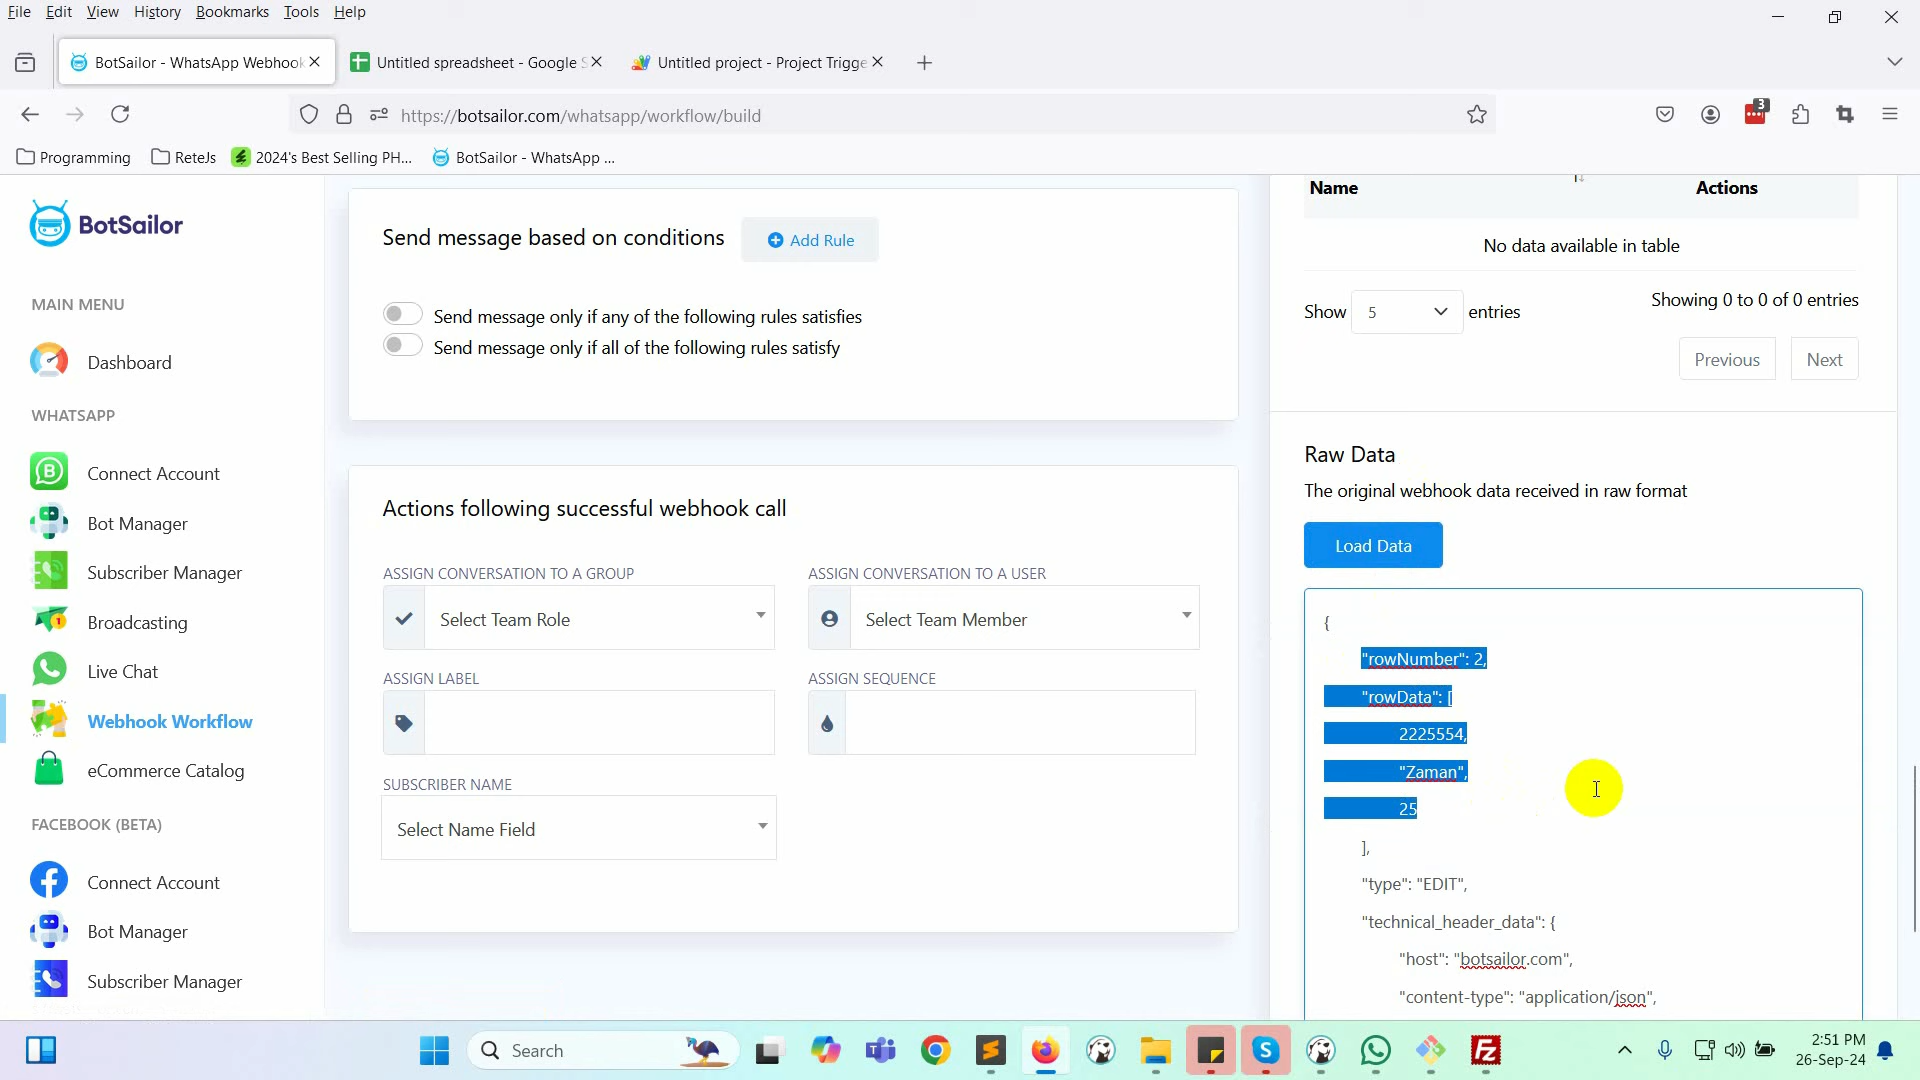 File Edit View History Bookmarks Tools Help
BotSailor - WhatsApp Webhook
Untitled spreadsheet - Google S
Untitled project - Project Trigge
https://botsailor.com/whatsapp/workflow/build
3
Programming
ReteJs
2024's Best Selling PH...
BotSailor - WhatsApp ...
BotSailor
MAIN MENU
Dashboard
WHATSAPP
Connect Account
Bot Manager
Subscriber Manager
Broadcasting
Live Chat
Webhook Workflow
eCommerce Catalog
FACEBOOK (BETA)
Connect Account
Bot Manager
Subscriber Manager
Send message based on conditions
Add Rule
Send message only if any of the following rules satisfies
Send message only if all of the following rules satisfy
Actions following successful webhook call
ASSIGN CONVERSATION TO A GROUP
Select Team Role
ASSIGN CONVERSATION TO A USER
Select Team Member
ASSIGN LABEL
ASSIGN SEQUENCE
SUBSCRIBER NAME
Select Name Field
Name Actions
No data available in table
Show 5 entries
Showing 0 to 0 of 0 entries
Previous Next
Raw Data
The original webhook data received in raw format
Load Data
{
"rowNumber": 2,
"rowData": [
2225554,
"Zaman",
25
],
"type": "EDIT",
"technical_header_data": {
"host": "botsailor.com",
"content-type": "application/json",
Search
2:51 PM
26-Sep-24